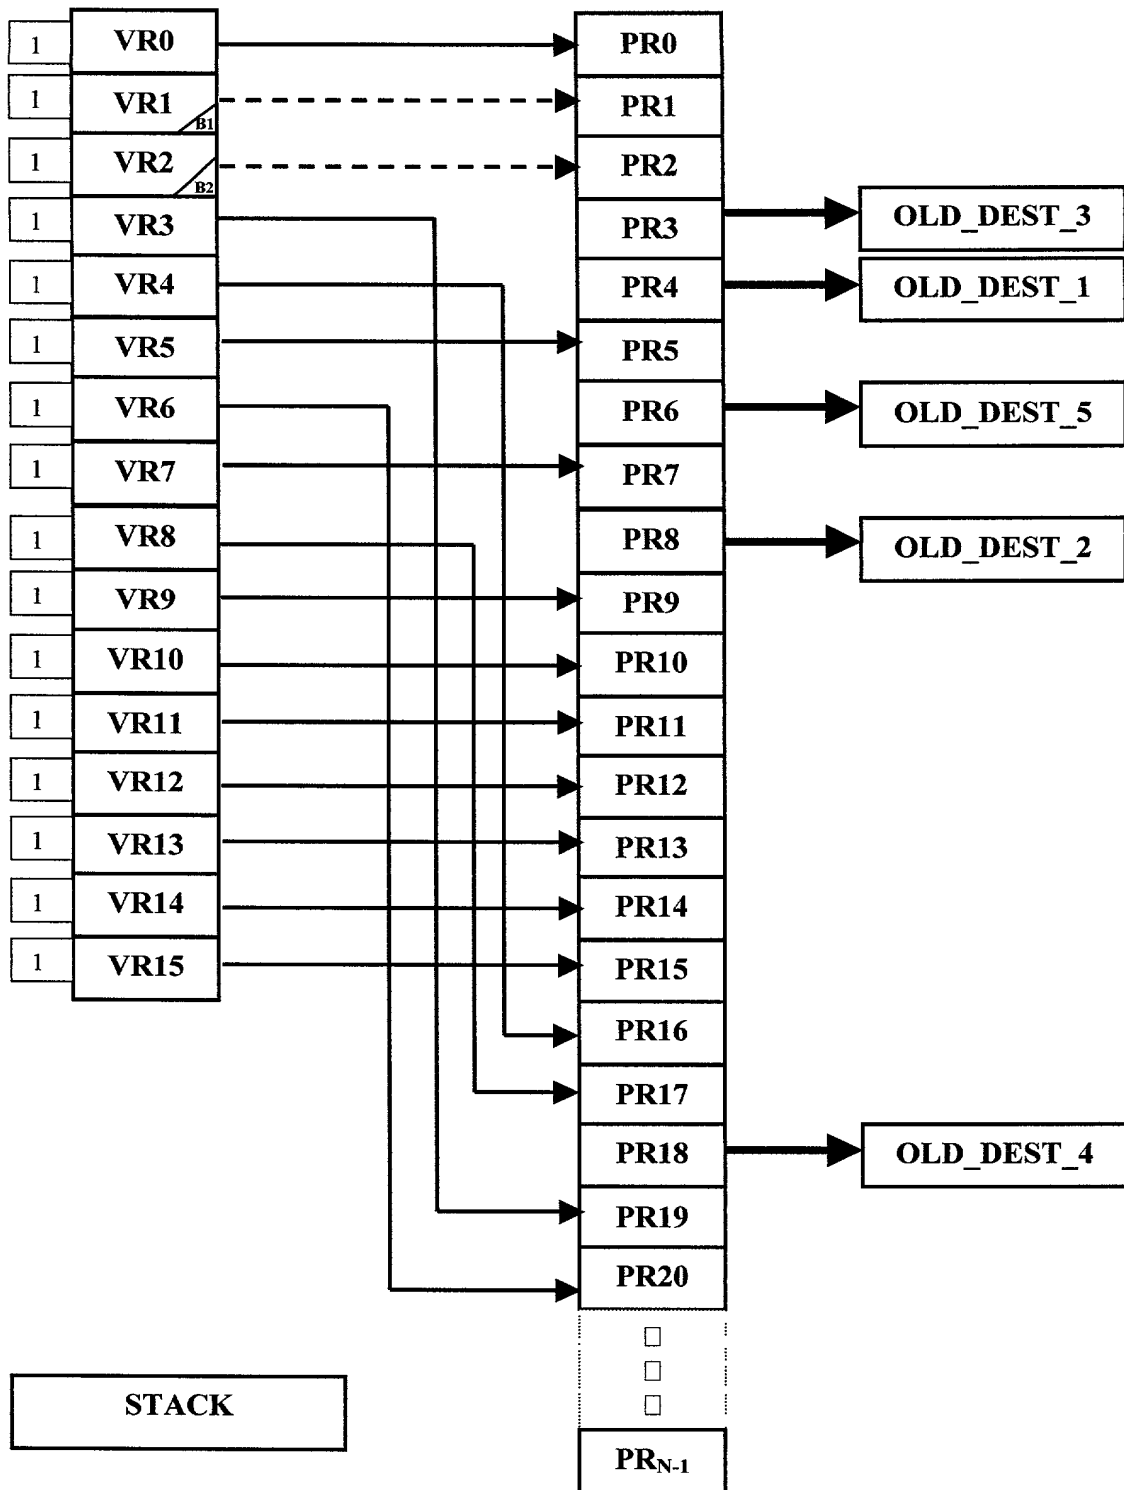 1 VR0 PR0
1 VR1 B1 PR1
1 VR2 B2 PR2
1 VR3 PR3 OLD_DEST_3
1 VR4 PR4 OLD_DEST_1
1 VR5 PR5
1 VR6 PR6 OLD_DEST_5
1 VR7 PR7
1 VR8 PR8 OLD_DEST_2
1 VR9 PR9
1 VR10 PR10
1 VR11 PR11
1 VR12 PR12
1 VR13 PR13
1 VR14 PR14
1 VR15 PR15
PR16
PR17
PR18 OLD_DEST_4
PR19
PR20
STACK
PRN-1